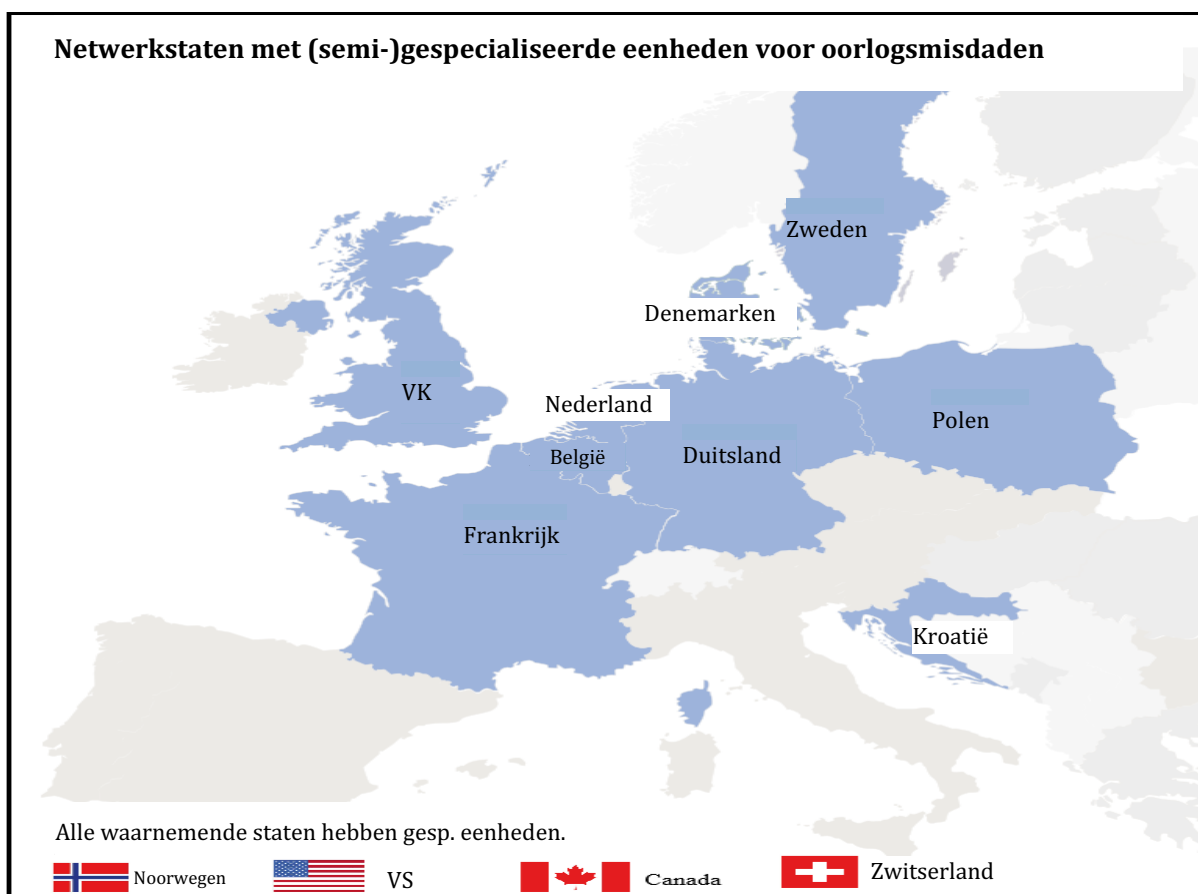 Netwerkstaten met (semi-)gespecialiseerde eenheden voor oorlogsmisdaden
Zweden
Denemarken
VK
Nederland
Polen
België
Duitsland
Frankrijk
Kroatië
Alle waarnemende staten hebben gesp. eenheden.
Noorwegen
VS
Canada
Zwitserland